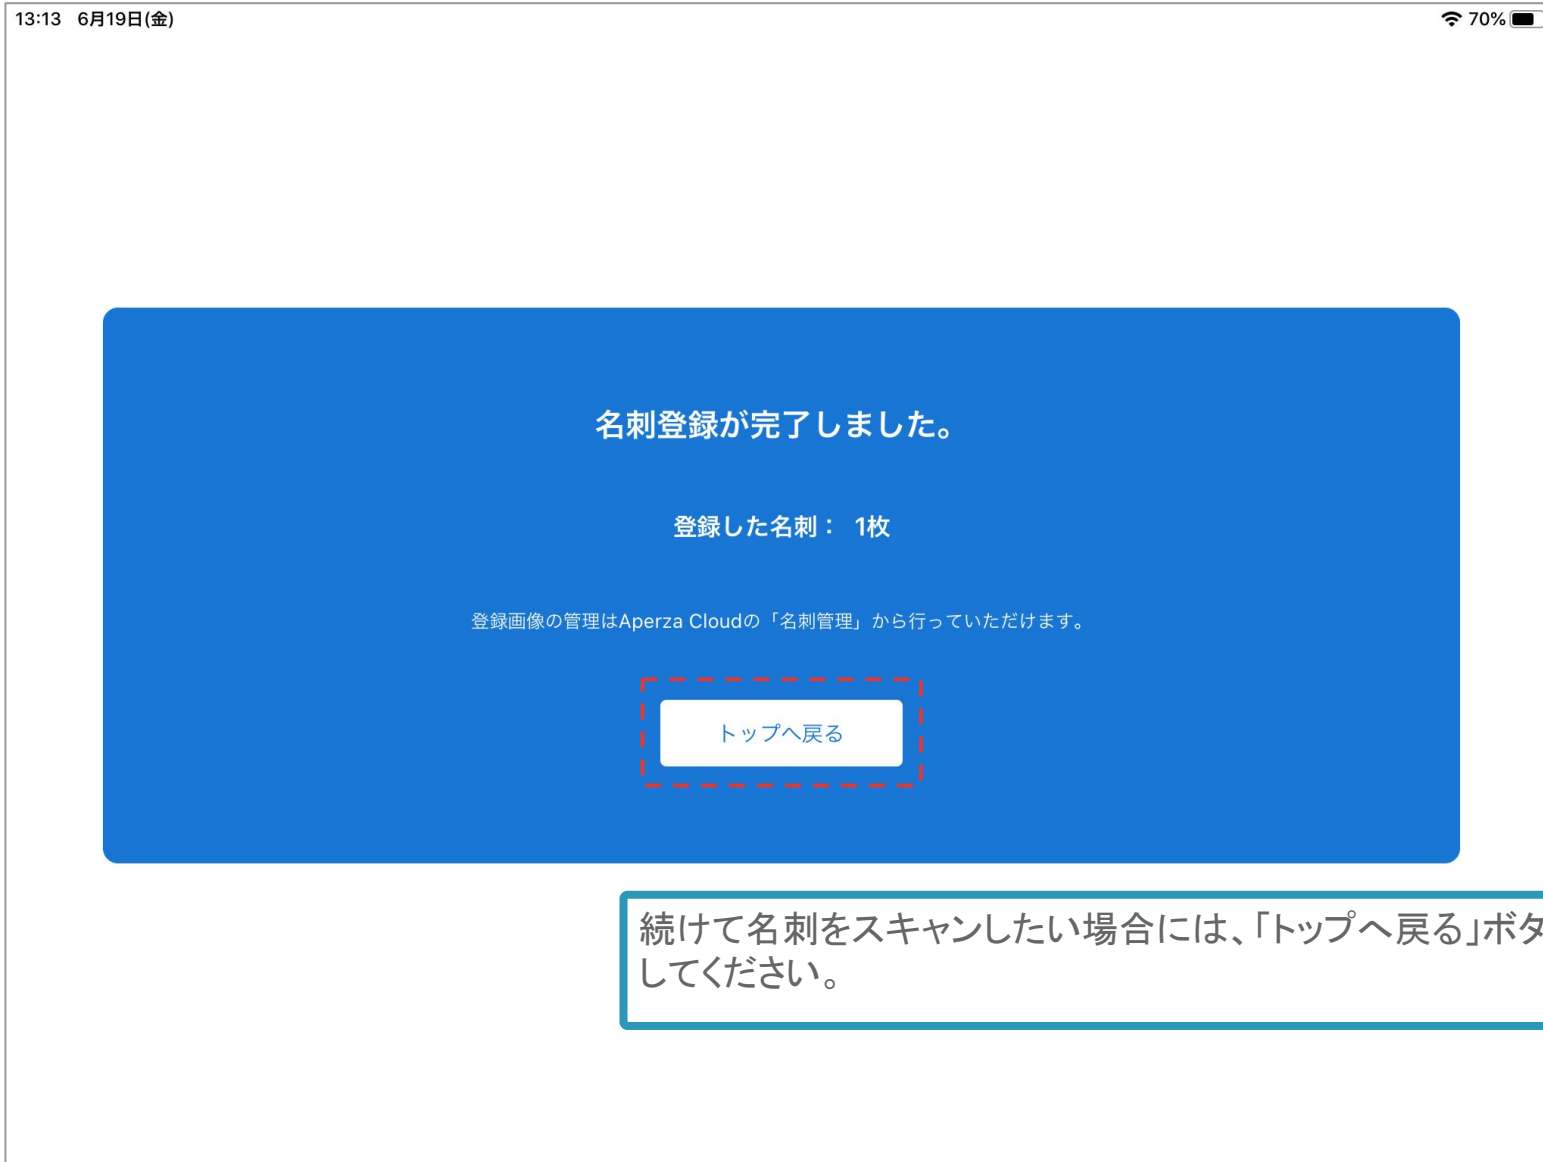 13:13 6月19日(金)
70%
名刺登録が完了しました。
登録した名刺： 1枚
登録画像の管理はAperza Cloudの「名刺管理」から行っていただけます。
トップへ戻る
続けて名刺をスキャンしたい場合には、「トップへ戻る」ボタ
してください。